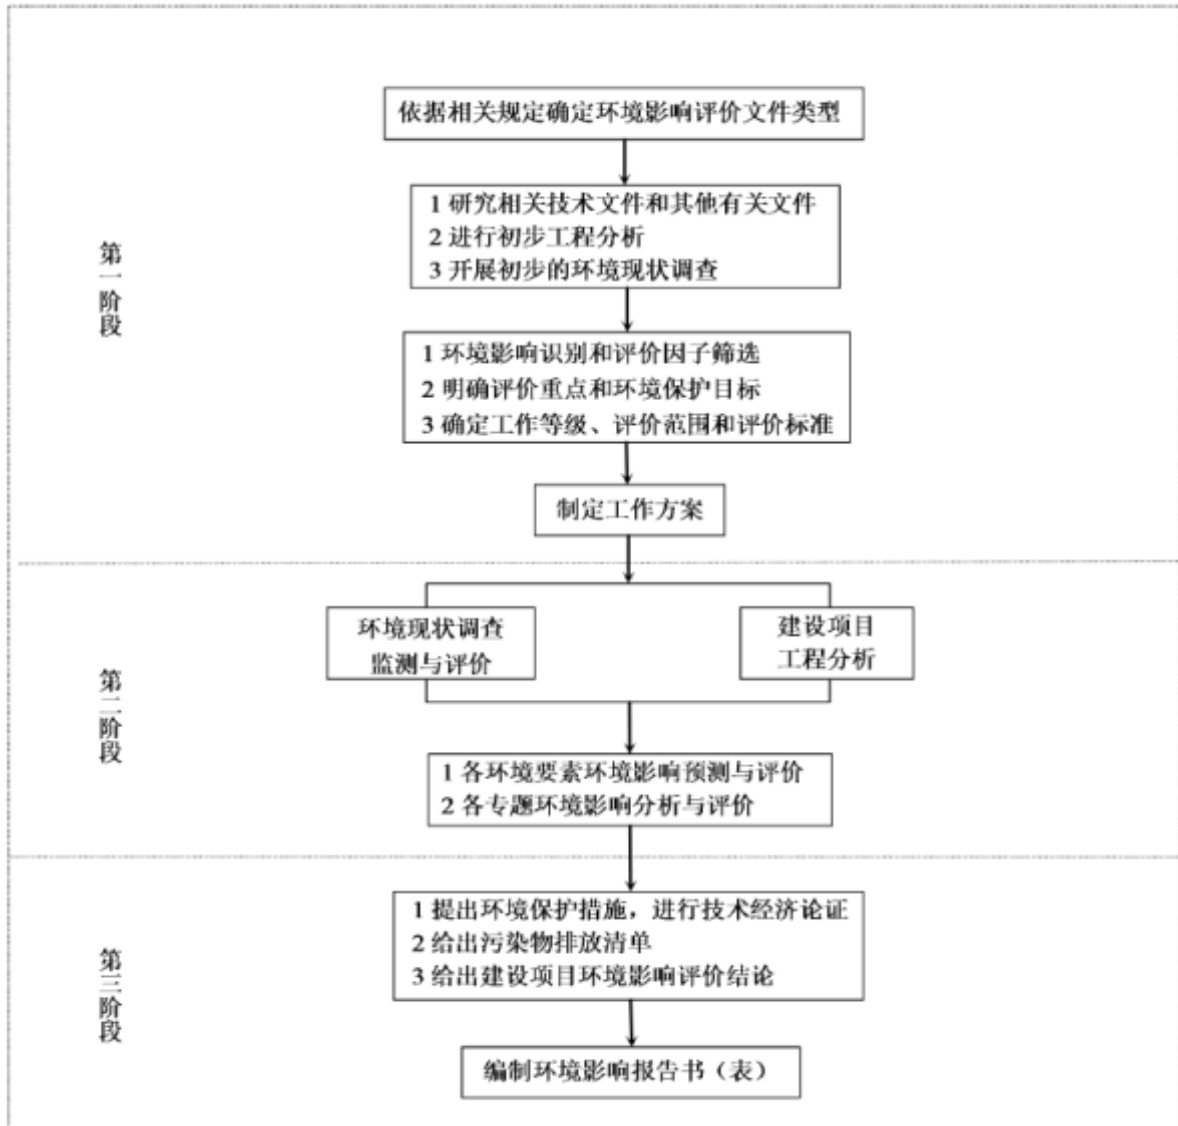 依据相关规定确定环境影响评价文件类型
1 研究相关技术文件和其他有关文件
2 进行初步工程分析
3 开展初步的环境现状调查
第一阶段
1 环境影响识别和评价因子筛选
2 明确评价重点和环境保护目标
3 确定工作等级、评价范围和评价标准
制定工作方案
环境现状调查
监测与评价
建设项目
工程分析
第二阶段
1 各环境要素环境影响预测与评价
2 各专题环境影响分析与评价
1 提出环境保护措施，进行技术经济论证
2 给出污染物排放清单
3 给出建设项目环境影响评价结论
第三阶段
编制环境影响报告书（表）